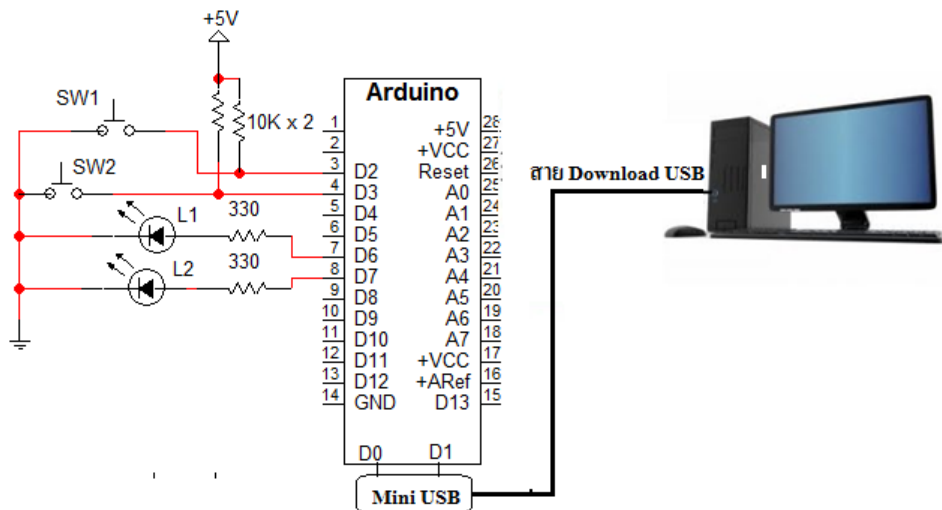 +5V
Arduino
SW1
10K x 2
1
28
+5V
2
27
+VCC
3
D2
26
Reset
SW2
4
D3
25
A0
5
D4
24
A1
L1
330
6
D5
23
A2
7
D6
22
A3
L2
330
8
D7
21
A4
9
D8
20
A5
10
D9
19
A6
11
D10
18
A7
12
D11
17
+VCC
13
D12
16
+ARef
14
GND
15
D13
D0
D1
Mini USB
สาย Download USB